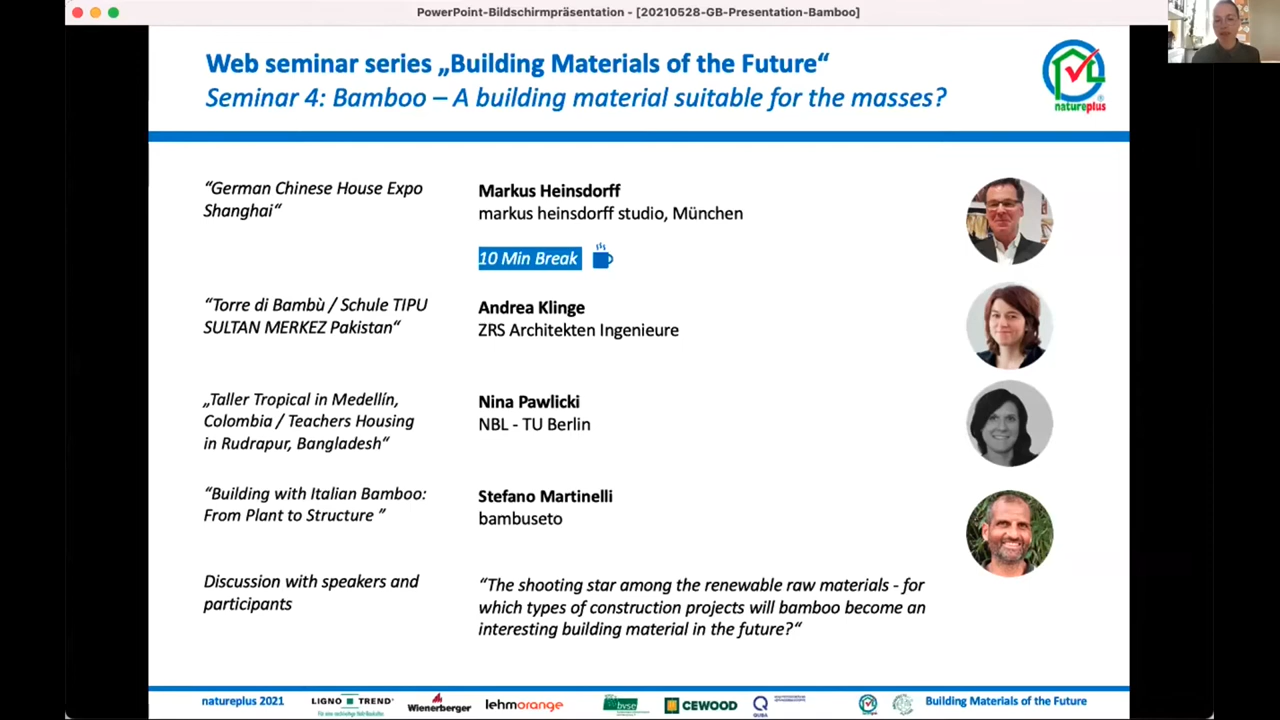 PowerPoint-Bildschirmpräsentation - [20210528-GB-Presentation-Bamboo]
Web seminar series „Building Materials of the Future“
Seminar 4: Bamboo – A building material suitable for the masses?
natureplus
“German Chinese House Expo
Shanghai“
Markus Heinsdorff
markus heinsdorff studio, München
10 Min Break
“Torre di Bambù / Schule TIPU
SULTAN MERKEZ Pakistan“
Andrea Klinge
ZRS Architekten Ingenieure
„Taller Tropical in Medellín,
Colombia / Teachers Housing
in Rudrapur, Bangladesh“
Nina Pawlicki
NBL - TU Berlin
“Building with Italian Bamboo:
From Plant to Structure ”
Stefano Martinelli
bambuseto
Discussion with speakers and
participants
“The shooting star among the renewable raw materials - for
which types of construction projects will bamboo become an
interesting building material in the future?“
natureplus 2021
LIGNO TREND
Wienerberger
lehmorange
bvse
CEWOOD
QUBA
Building Materials of the Future